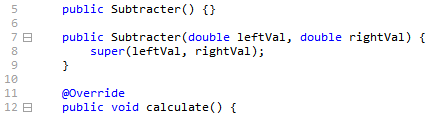 5 public Subtracter() {}
6
7 public Subtracter(double leftVal, double rightVal) {
8 super(leftVal, rightVal);
9 }
10
11 @Override
12 public void calculate() {